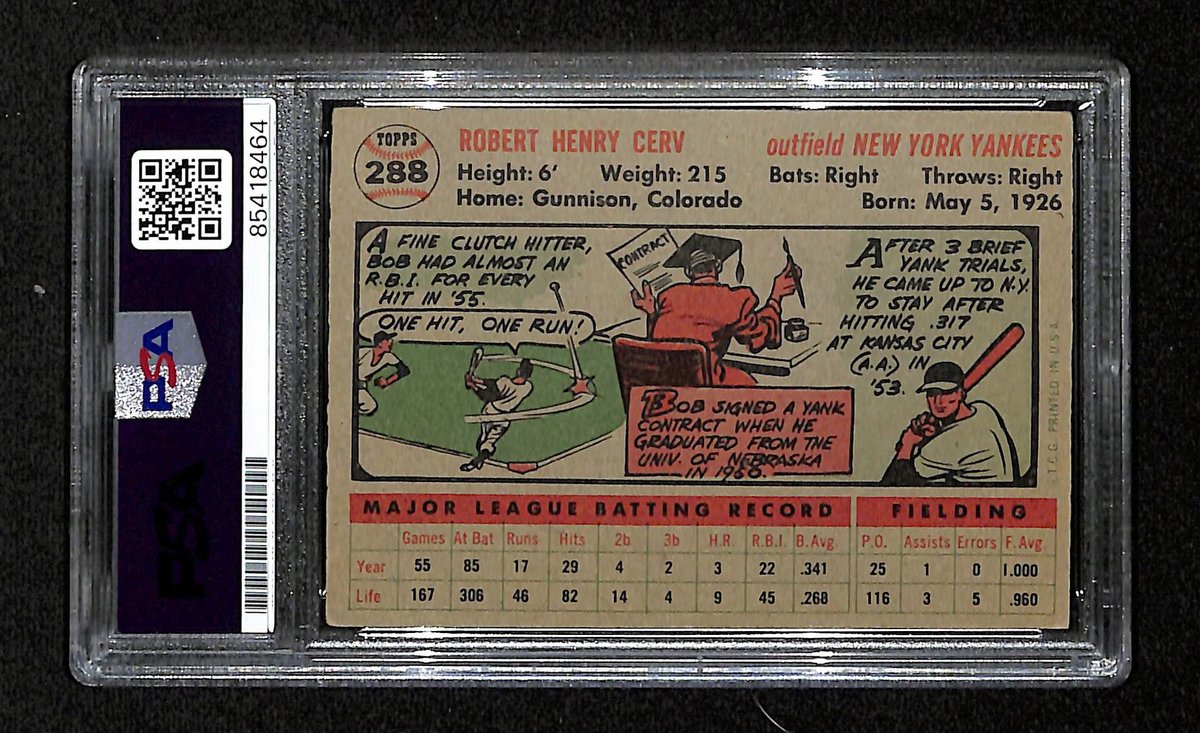 85418464
PSA
PSA
TOPPS
288
ROBERT HENRY CERV
outfield NEW YORK YANKEES
Height: 6' Weight: 215 Bats: Right Throws: Right
Home: Gunnison, Colorado Born: May 5, 1926
A FINE CLUTCH HITTER,
BOB HAD ALMOST AN
R.B.I. FOR EVERY
HIT IN '55.
ONE HIT, ONE RUN!
CONTRACT
BOB SIGNED A YANK
CONTRACT WHEN HE
GRADUATED FROM THE
UNIV. OF NEBRASKA
IN 1950.
AFTER 3 BRIEF
YANK TRIALS,
HE CAME UP TO N.Y.
TO STAY AFTER
HITTING .317
AT KANSAS CITY
(A.A.) IN
'53.
© T.C.G. PRINTED IN U.S.A.
MAJOR LEAGUE BATTING RECORD FIELDING
Games At Bat Runs Hits 2b 3b H.R. R.B.I. B.Avg. P.O. Assists Errors F.Avg.
Year 55 85 17 29 4 2 3 22 .341 25 1 0 1.000
Life 167 306 46 82 14 4 9 45 .268 116 3 5 .960